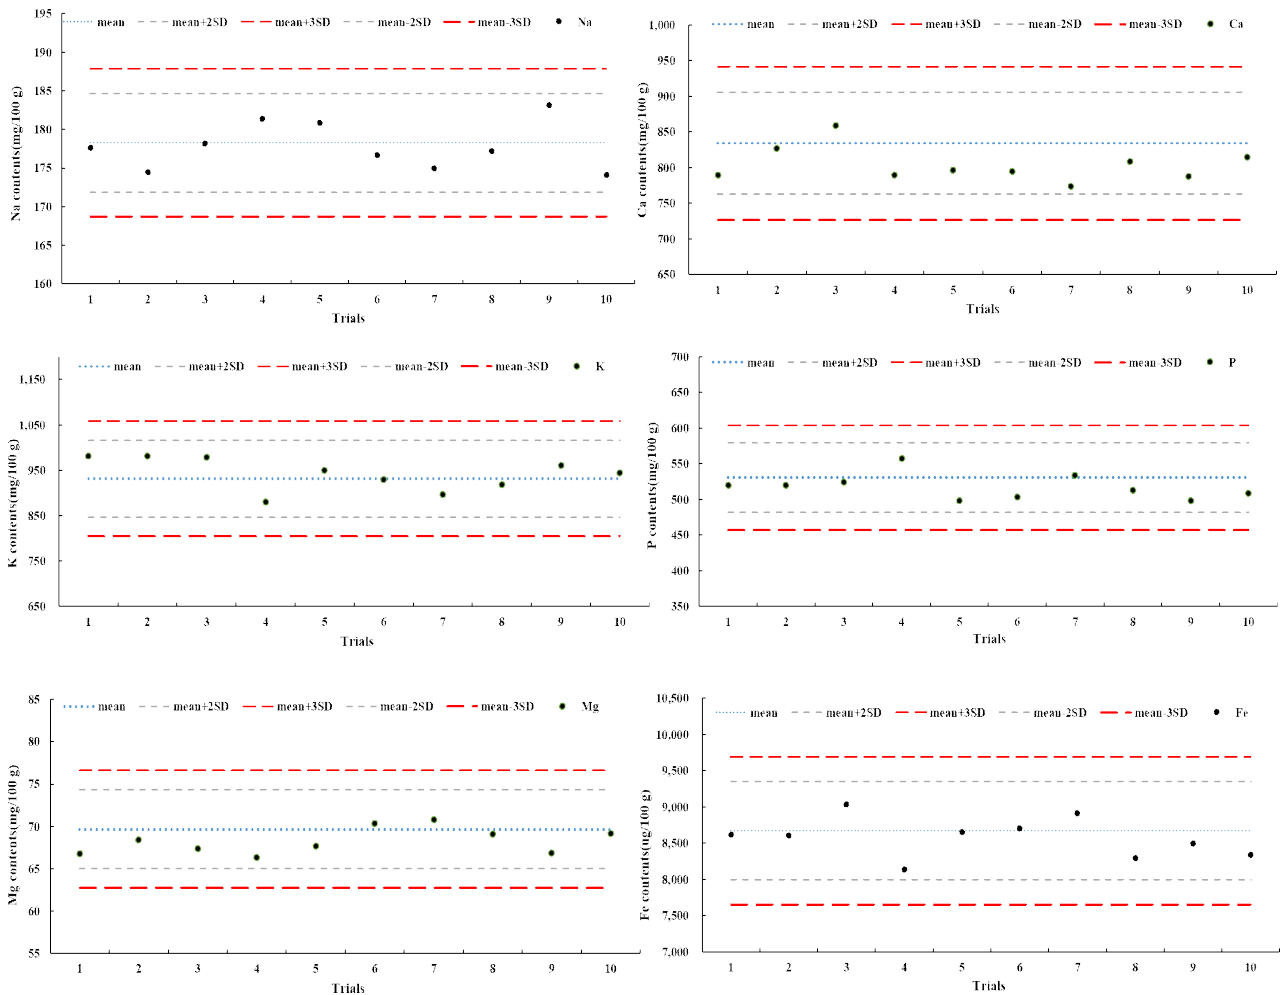 mean mean+2SD mean+3SD mean-2SD mean-3SD Na
Na contents(mg/100 g)
195
190
185
180
175
170
165
160
1 2 3 4 5 6 7 8 9 10
Trials
mean mean+2SD mean+3SD mean-2SD mean-3SD Ca
Ca contents(mg/100 g)
1,000
950
900
850
800
750
700
650
1 2 3 4 5 6 7 8 9 10
Trials
mean mean+2SD mean+3SD mean-2SD mean-3SD K
K contents(mg/100 g)
1,150
1,050
950
850
750
650
1 2 3 4 5 6 7 8 9 10
Trials
mean mean+2SD mean+3SD mean-2SD mean-3SD P
P contents(mg/100 g)
700
650
600
550
500
450
400
350
1 2 3 4 5 6 7 8 9 10
Trials
mean mean+2SD mean+3SD mean-2SD mean-3SD Mg
Mg contents(mg/100 g)
85
80
75
70
65
60
55
1 2 3 4 5 6 7 8 9 10
Trials
mean mean+2SD mean+3SD mean-2SD mean-3SD Fe
Fe contents(ug/100 g)
10,500
10,000
9,500
9,000
8,500
8,000
7,500
7,000
1 2 3 4 5 6 7 8 9 10
Trials